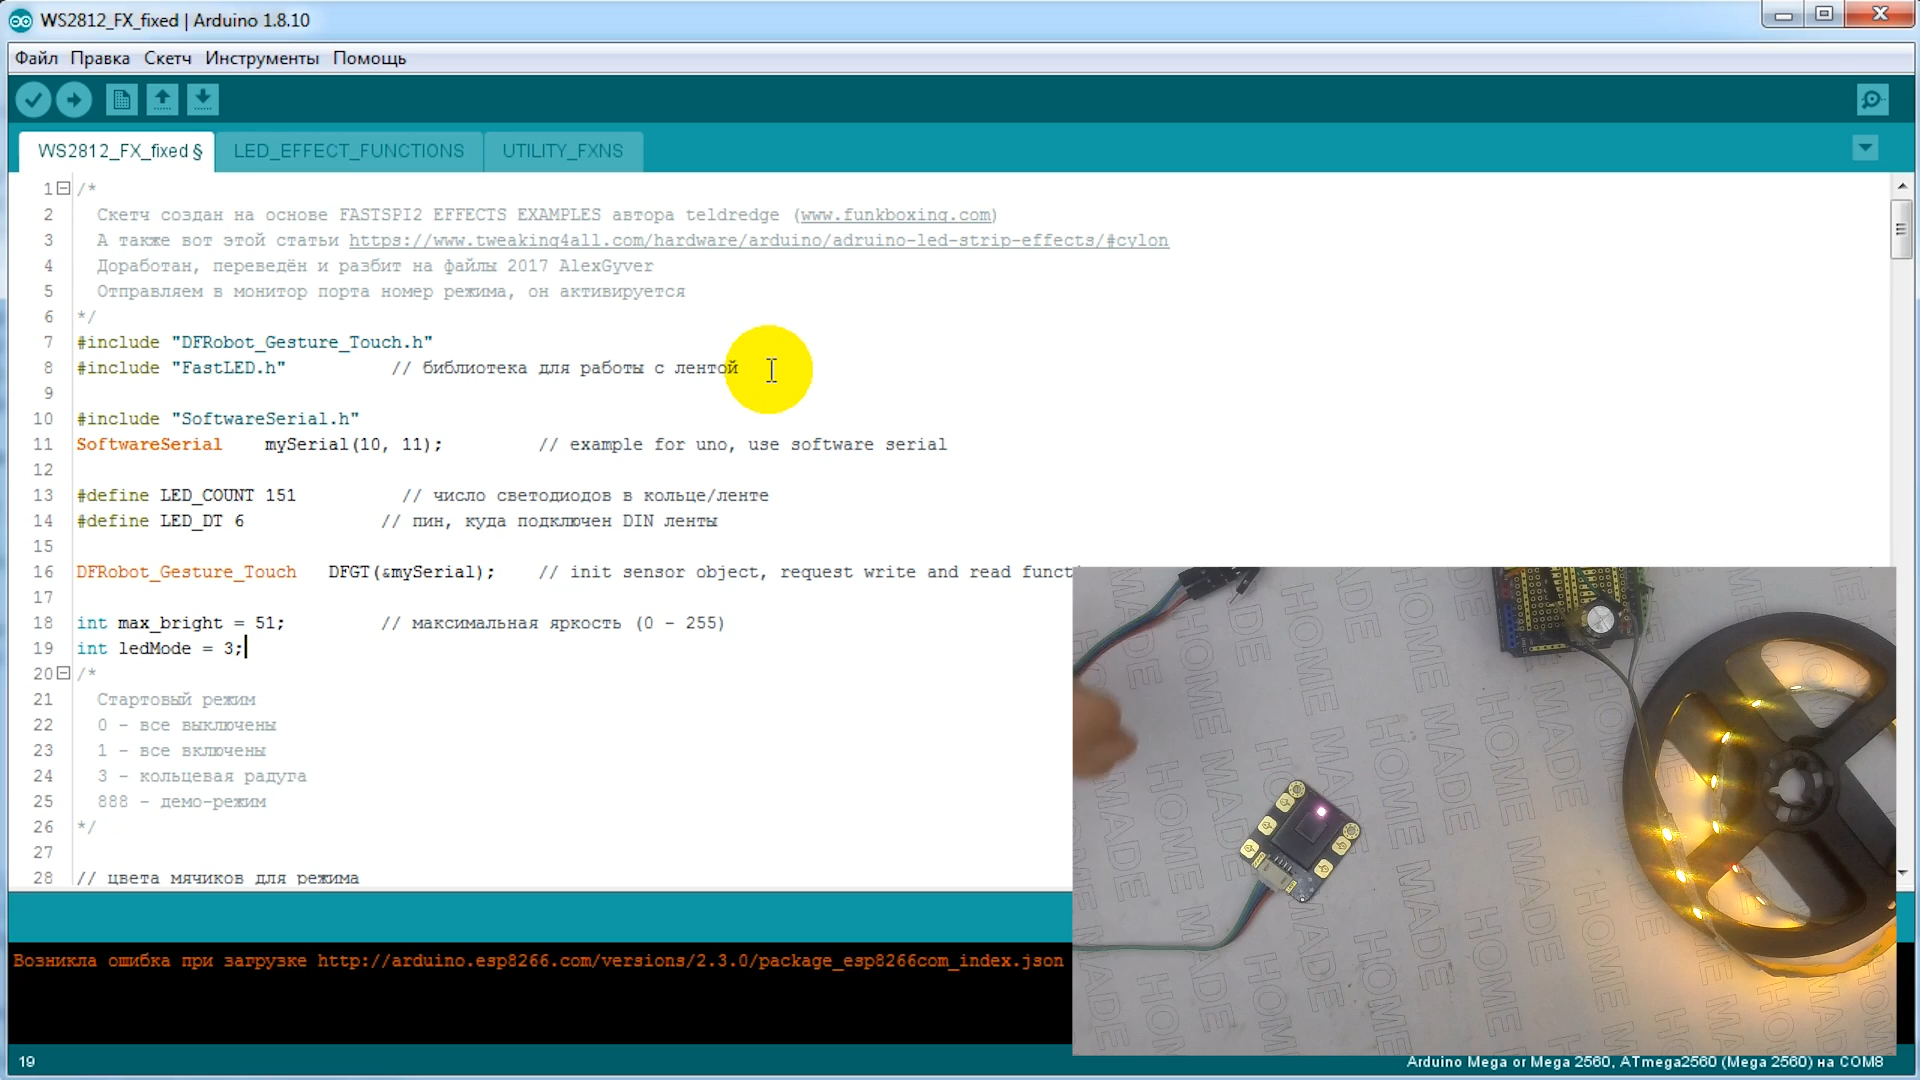 WS2812_FX_fixed | Arduino 1.8.10
Файл Правка Скетч Инструменты Помощь
WS2812_FX_fixed § LED_EFFECT_FUNCTIONS UTILITY_FXNS
1 /*
2 Скетч создан на основе FASTSPI2 EFFECTS EXAMPLES автора teldredge (www.funkboxing.com)
3 А также вот этой статьи https://www.tweaking4all.com/hardware/arduino/adruino-led-strip-effects/#cylon
4 Доработан, переведён и разбит на файлы 2017 AlexGyver
5 Отправляем в монитор порта номер режима, он активируется
6 */
7 #include "DFRobot_Gesture_Touch.h"
8 #include "FastLED.h" // библиотека для работы с лентой
9
10 #include "SoftwareSerial.h"
11 SoftwareSerial mySerial(10, 11); // example for uno, use software serial
12
13 #define LED_COUNT 151 // число светодиодов в кольце/ленте
14 #define LED_DT 6 // пин, куда подключен DIN ленты
15
16 DFRobot_Gesture_Touch DFGT(&mySerial); // init sensor object, request write and read funct
17
18 int max_bright = 51; // максимальная яркость (0 - 255)
19 int ledMode = 3;
20 /*
21 Стартовый режим
22 0 - все выключены
23 1 - все включены
24 3 - кольцевая радуга
25 888 - демо-режим
26 */
27
28 // цвета мячиков для режима
HOME MADE HOME MADE HOME MADE HOME MADE
Возникла ошибка при загрузке http://arduino.esp8266.com/versions/2.3.0/package_esp8266com_index.json
19
Arduino Mega or Mega 2560, ATmega2560 (Mega 2560) на COM8